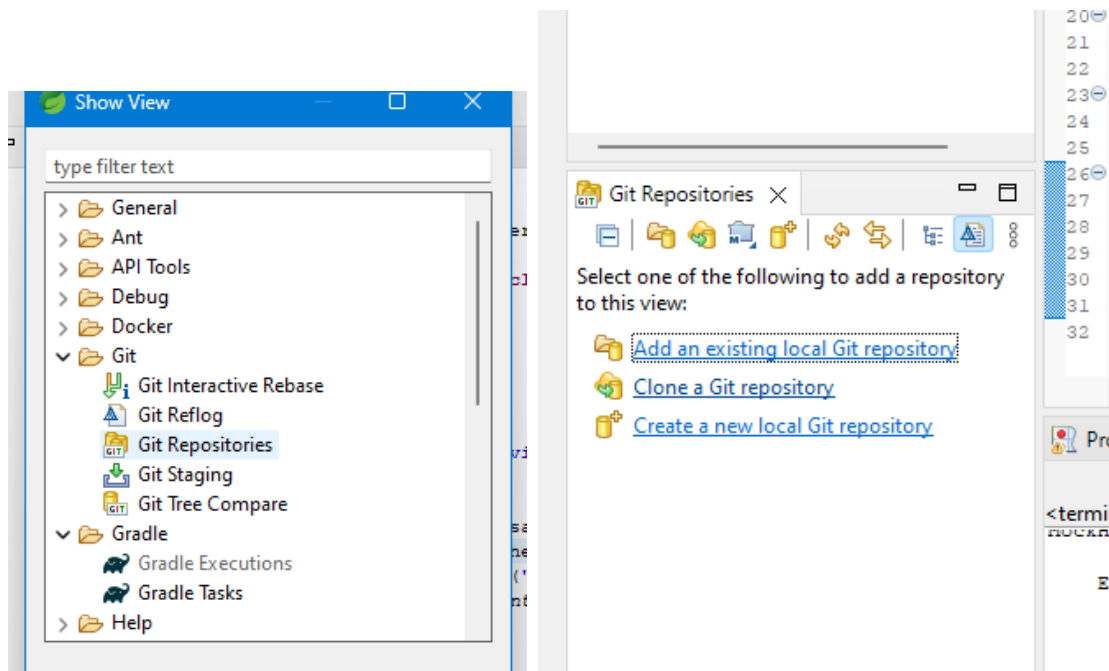 Show View
type filter text
General
Ant
API Tools
Debug
Docker
Git
Git Interactive Rebase
Git Reflog
Git Repositories
Git Staging
Git Tree Compare
Gradle
Gradle Executions
Gradle Tasks
Help
Git Repositories
Select one of the following to add a repository
to this view:
Add an existing local Git repository
Clone a Git repository
Create a new local Git repository
20
21
22
23
24
25
26
27
28
29
30
31
32
Pro
<termi
E